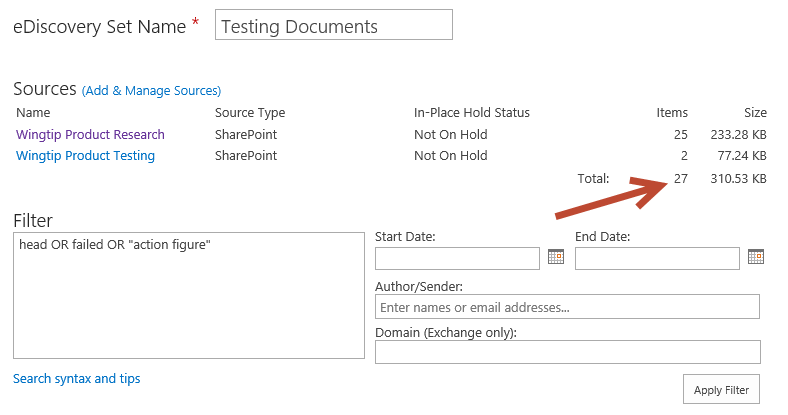 eDiscovery Set Name * Testing Documents
Sources (Add & Manage Sources)
Name Source Type In-Place Hold Status Items Size
Wingtip Product Research SharePoint Not On Hold 25 233.28 KB
Wingtip Product Testing SharePoint Not On Hold 2 77.24 KB
Total: 27 310.53 KB
Filter
head OR failed OR "action figure"
Start Date: End Date:
Author/Sender:
Enter names or email addresses...
Domain (Exchange only):
Search syntax and tips
Apply Filter